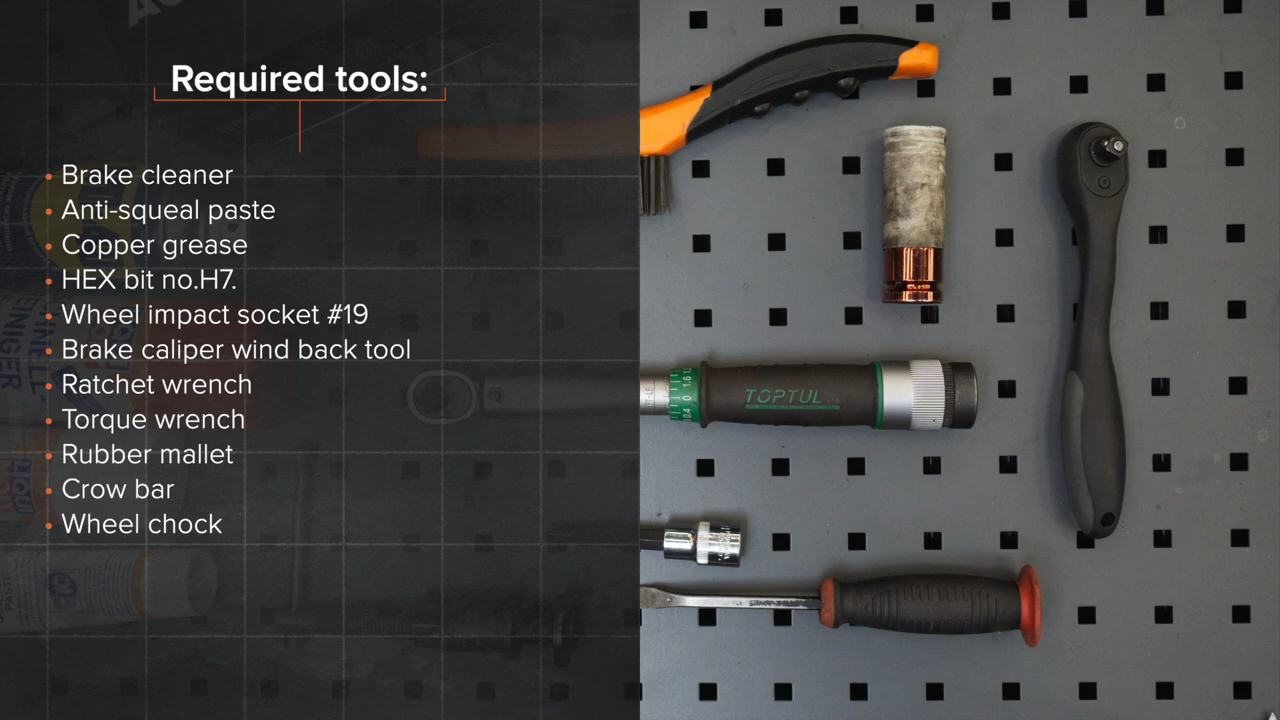 Required tools:
Brake cleaner
Anti-squeal paste
Copper grease
HEX bit no.H7.
Wheel impact socket #19
Brake caliper wind back tool
Ratchet wrench
Torque wrench
Rubber mallet
Crow bar
Wheel chock
TOPTUL